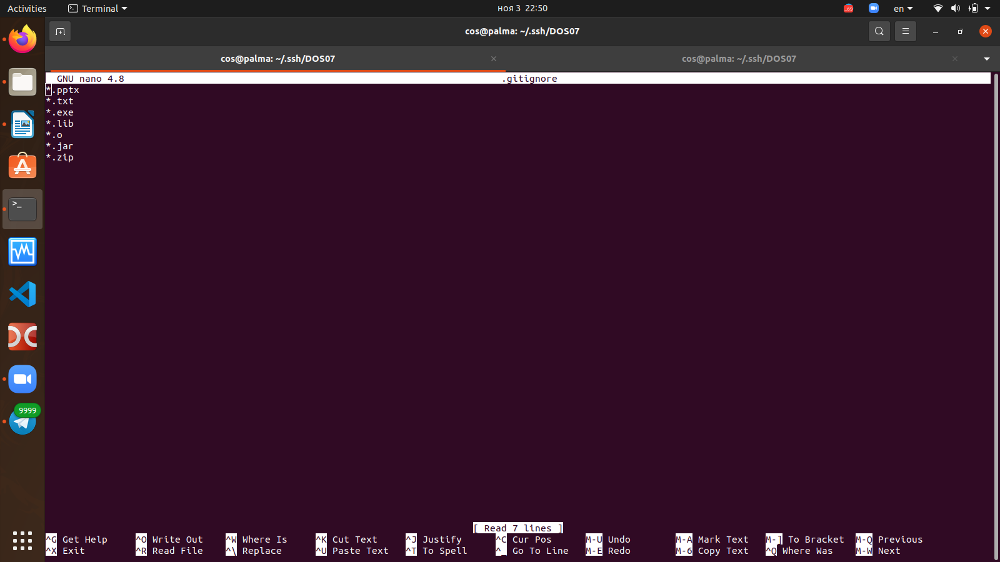 Activities Terminal ноя 3 22:50 en
cos@palma: ~/.ssh/DOS07
cos@palma: ~/.ssh/DOS07 cos@palma: ~/.ssh/DOS07
GNU nano 4.8 .gitignore
*.pptx
*.txt
*.exe
*.lib
*.o
*.jar
*.zip
9999
[ Read 7 lines ]
^G Get Help ^O Write Out ^W Where Is ^K Cut Text ^J Justify ^C Cur Pos M-U Undo M-A Mark Text M-] To Bracket M-Q Previous
^X Exit ^R Read File ^\ Replace ^U Paste Text ^T To Spell ^_ Go To Line M-E Redo M-6 Copy Text ^Q Where Was M-W Next